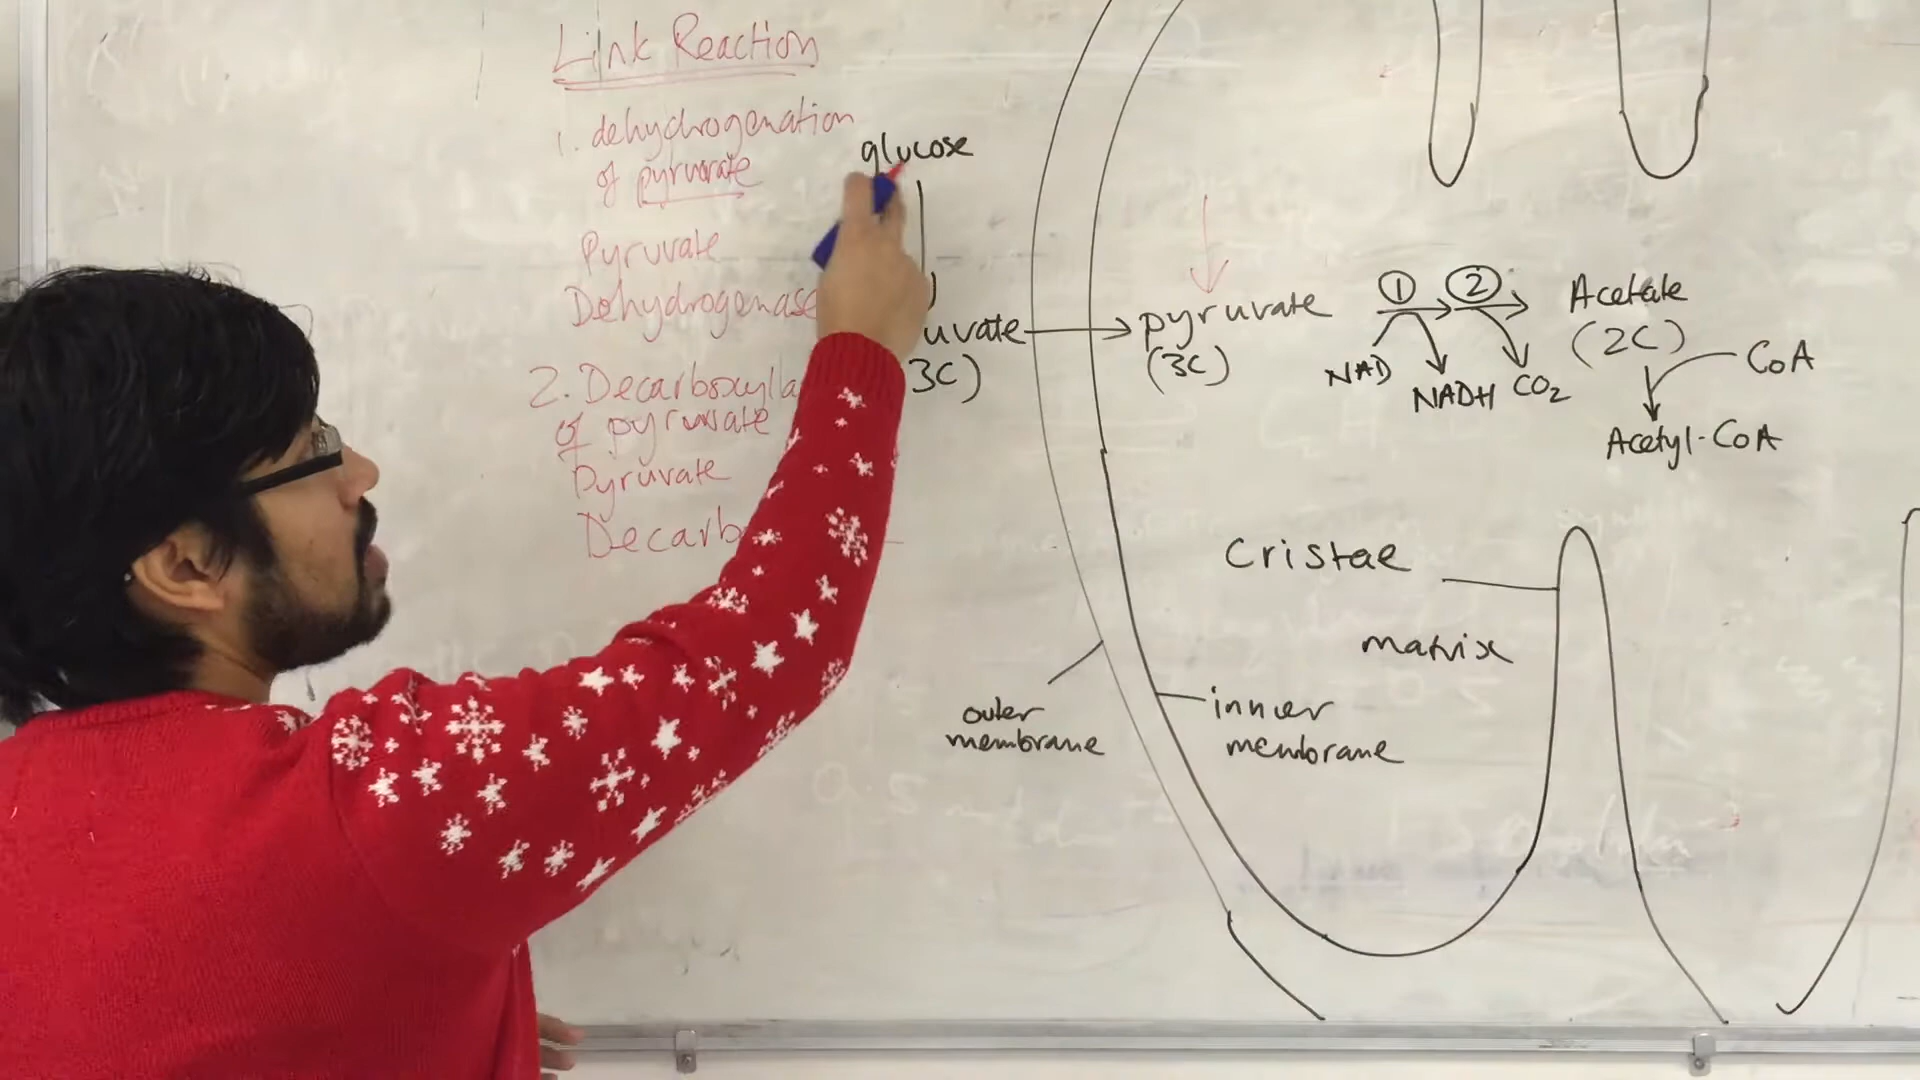 Link Reaction
1. dehydrogenation
of pyruvate
Pyruvate
Dehydrogenase
2. Decarboxyla
of pyruvate
Pyruvate
Decarb
glucose
uvate
3C)
pyruvate
(3C)
1
2
NAD
NADH
CO2
Acetate
(2C)
CoA
Acetyl-CoA
Cristae
matrix
outer
membrane
inner
membrane